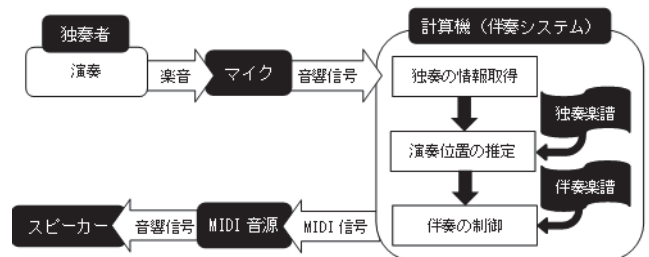 独奏者
演奏
楽音
マイク
音響信号
計算機（伴奏システム）
独奏の情報取得
独奏楽譜
演奏位置の推定
伴奏楽譜
伴奏の制御
MIDI 信号
MIDI 音源
音響信号
スピーカー